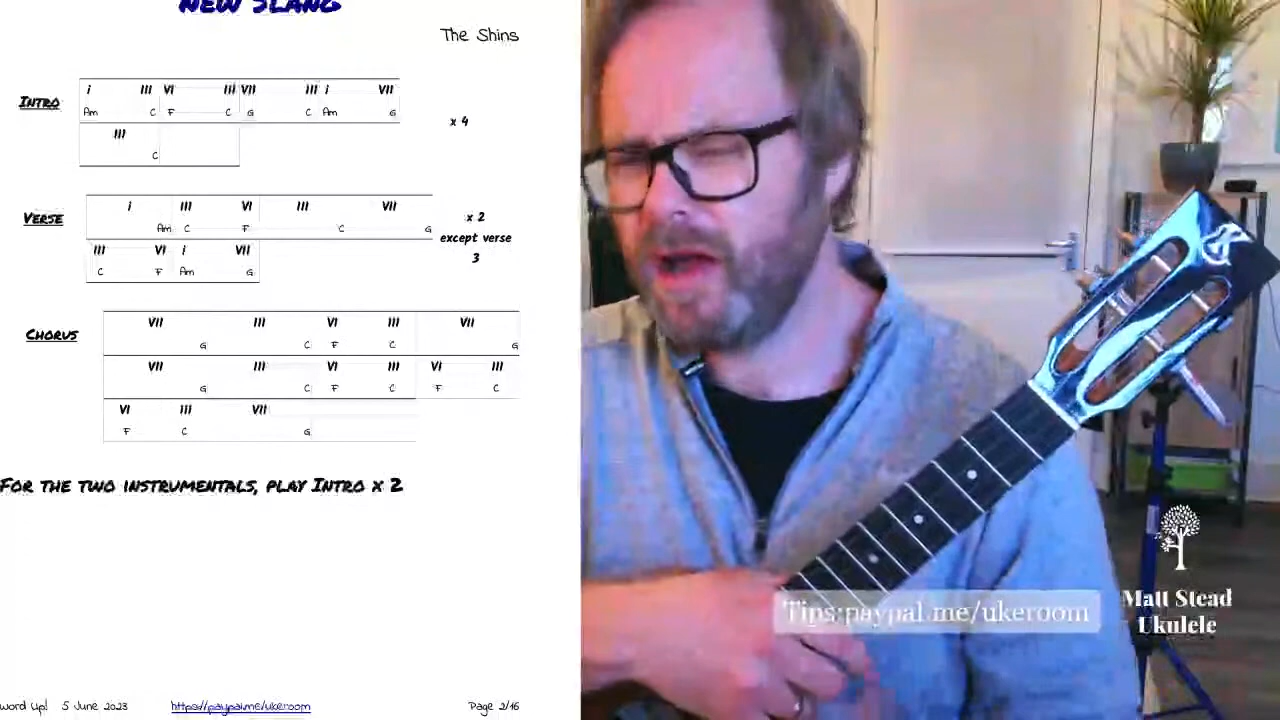 NEW SLANG
The Shins
INTRO
i III VI III VII III i VII
Am C F C G C Am G
x 4
III
C
VERSE
i III VI III VII
Am C F C G
x 2
except verse
3
III VI i VII
C F Am G
CHORUS
VII III VI III VII
G C F C G
VII III VI III VI III
G C F C F C
VI III VII
F C G
FOR THE TWO INSTRUMENTALS, PLAY INTRO X 2
Word Up! 5 June 2023 https://paypal.me/ukeroom Page 2/16
Tips:paypal.me/ukeroom
Matt Stead
Ukulele